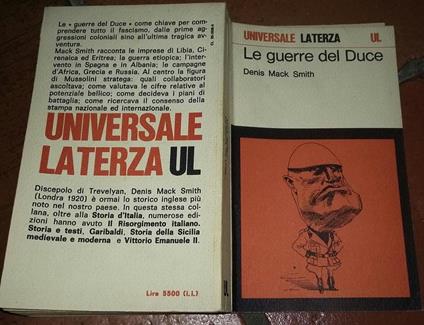 Le « guerre del Duce » come chiave per com-
prendere tutto il fascismo, dalle prime ag-
gressioni coloniali sino all'ultima tragica av-
ventura.
Mack Smith racconta le imprese di Libia, Ci-
renaica ed Eritrea; la guerra etiopica; l'inter-
vento in Spagna e in Albania; le campagne
d'Africa, Grecia e Russia. Al centro la figura
di Mussolini stratega: quali collaboratori
ascoltava; come valutava le cifre relative al
potenziale bellico; come decideva i piani di
battaglia; come ricercava il consenso della
stampa nazionale ed internazionale.
UNIVERSALE
LATERZA UL
Discepolo di Trevelyan, Denis Mack Smith
(Londra 1920) è ormai lo storico inglese più
noto nel nostro paese. In questa stessa col-
lana, oltre alla Storia d'Italia, numerose edi-
zioni hanno avuto Il Risorgimento italiano.
Storia e testi, Garibaldi, Storia della Sicilia
medievale e moderna e Vittorio Emanuele II.
Lire 5500 (i.i.)
UL
UNIVERSALE LATERZA UL
Le guerre del Duce
Denis Mack Smith